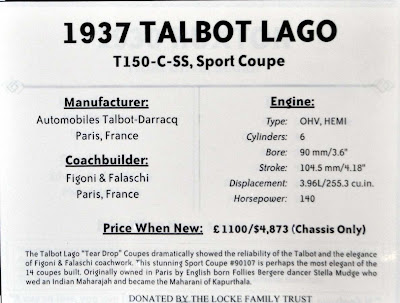 1937 TALBOT LAGO
T150-C-SS, Sport Coupe
Manufacturer:
Automobiles Talbot-Darracq
Paris, France
Coachbuilder:
Figoni & Falaschi
Paris, France
Engine:
Type: OHV, HEMI
Cylinders: 6
Bore: 90 mm/3.6"
Stroke: 104.5 mm/4.18"
Displacement: 3.96L/255.3 cu.in.
Horsepower: 140
Price When New: £1100/$4,873 (Chassis Only)
The Talbot Lago "Tear Drop" Coupes dramatically showed the reliability of the Talbot and the elegance
of Figoni & Falaschi coachwork. This stunning Sport Coupe #90107 is perhaps the most elegant of the
14 coupes built. Originally owned in Paris by English born Follies Bergere dancer Stella Mudge who
wed an Indian Maharajah and became the Maharani of Kapurthala.
DONATED BY THE LOCKE FAMILY TRUST